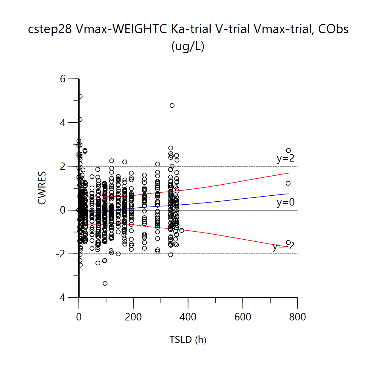 cstep28 Vmax-WEIGHTC Ka-trial V-trial Vmax-trial, CObs
(ug/L)
6
4
2
0
-2
-4
CWRES
y=2
y=0
y=-2
0
200
400
600
800
TSLD (h)